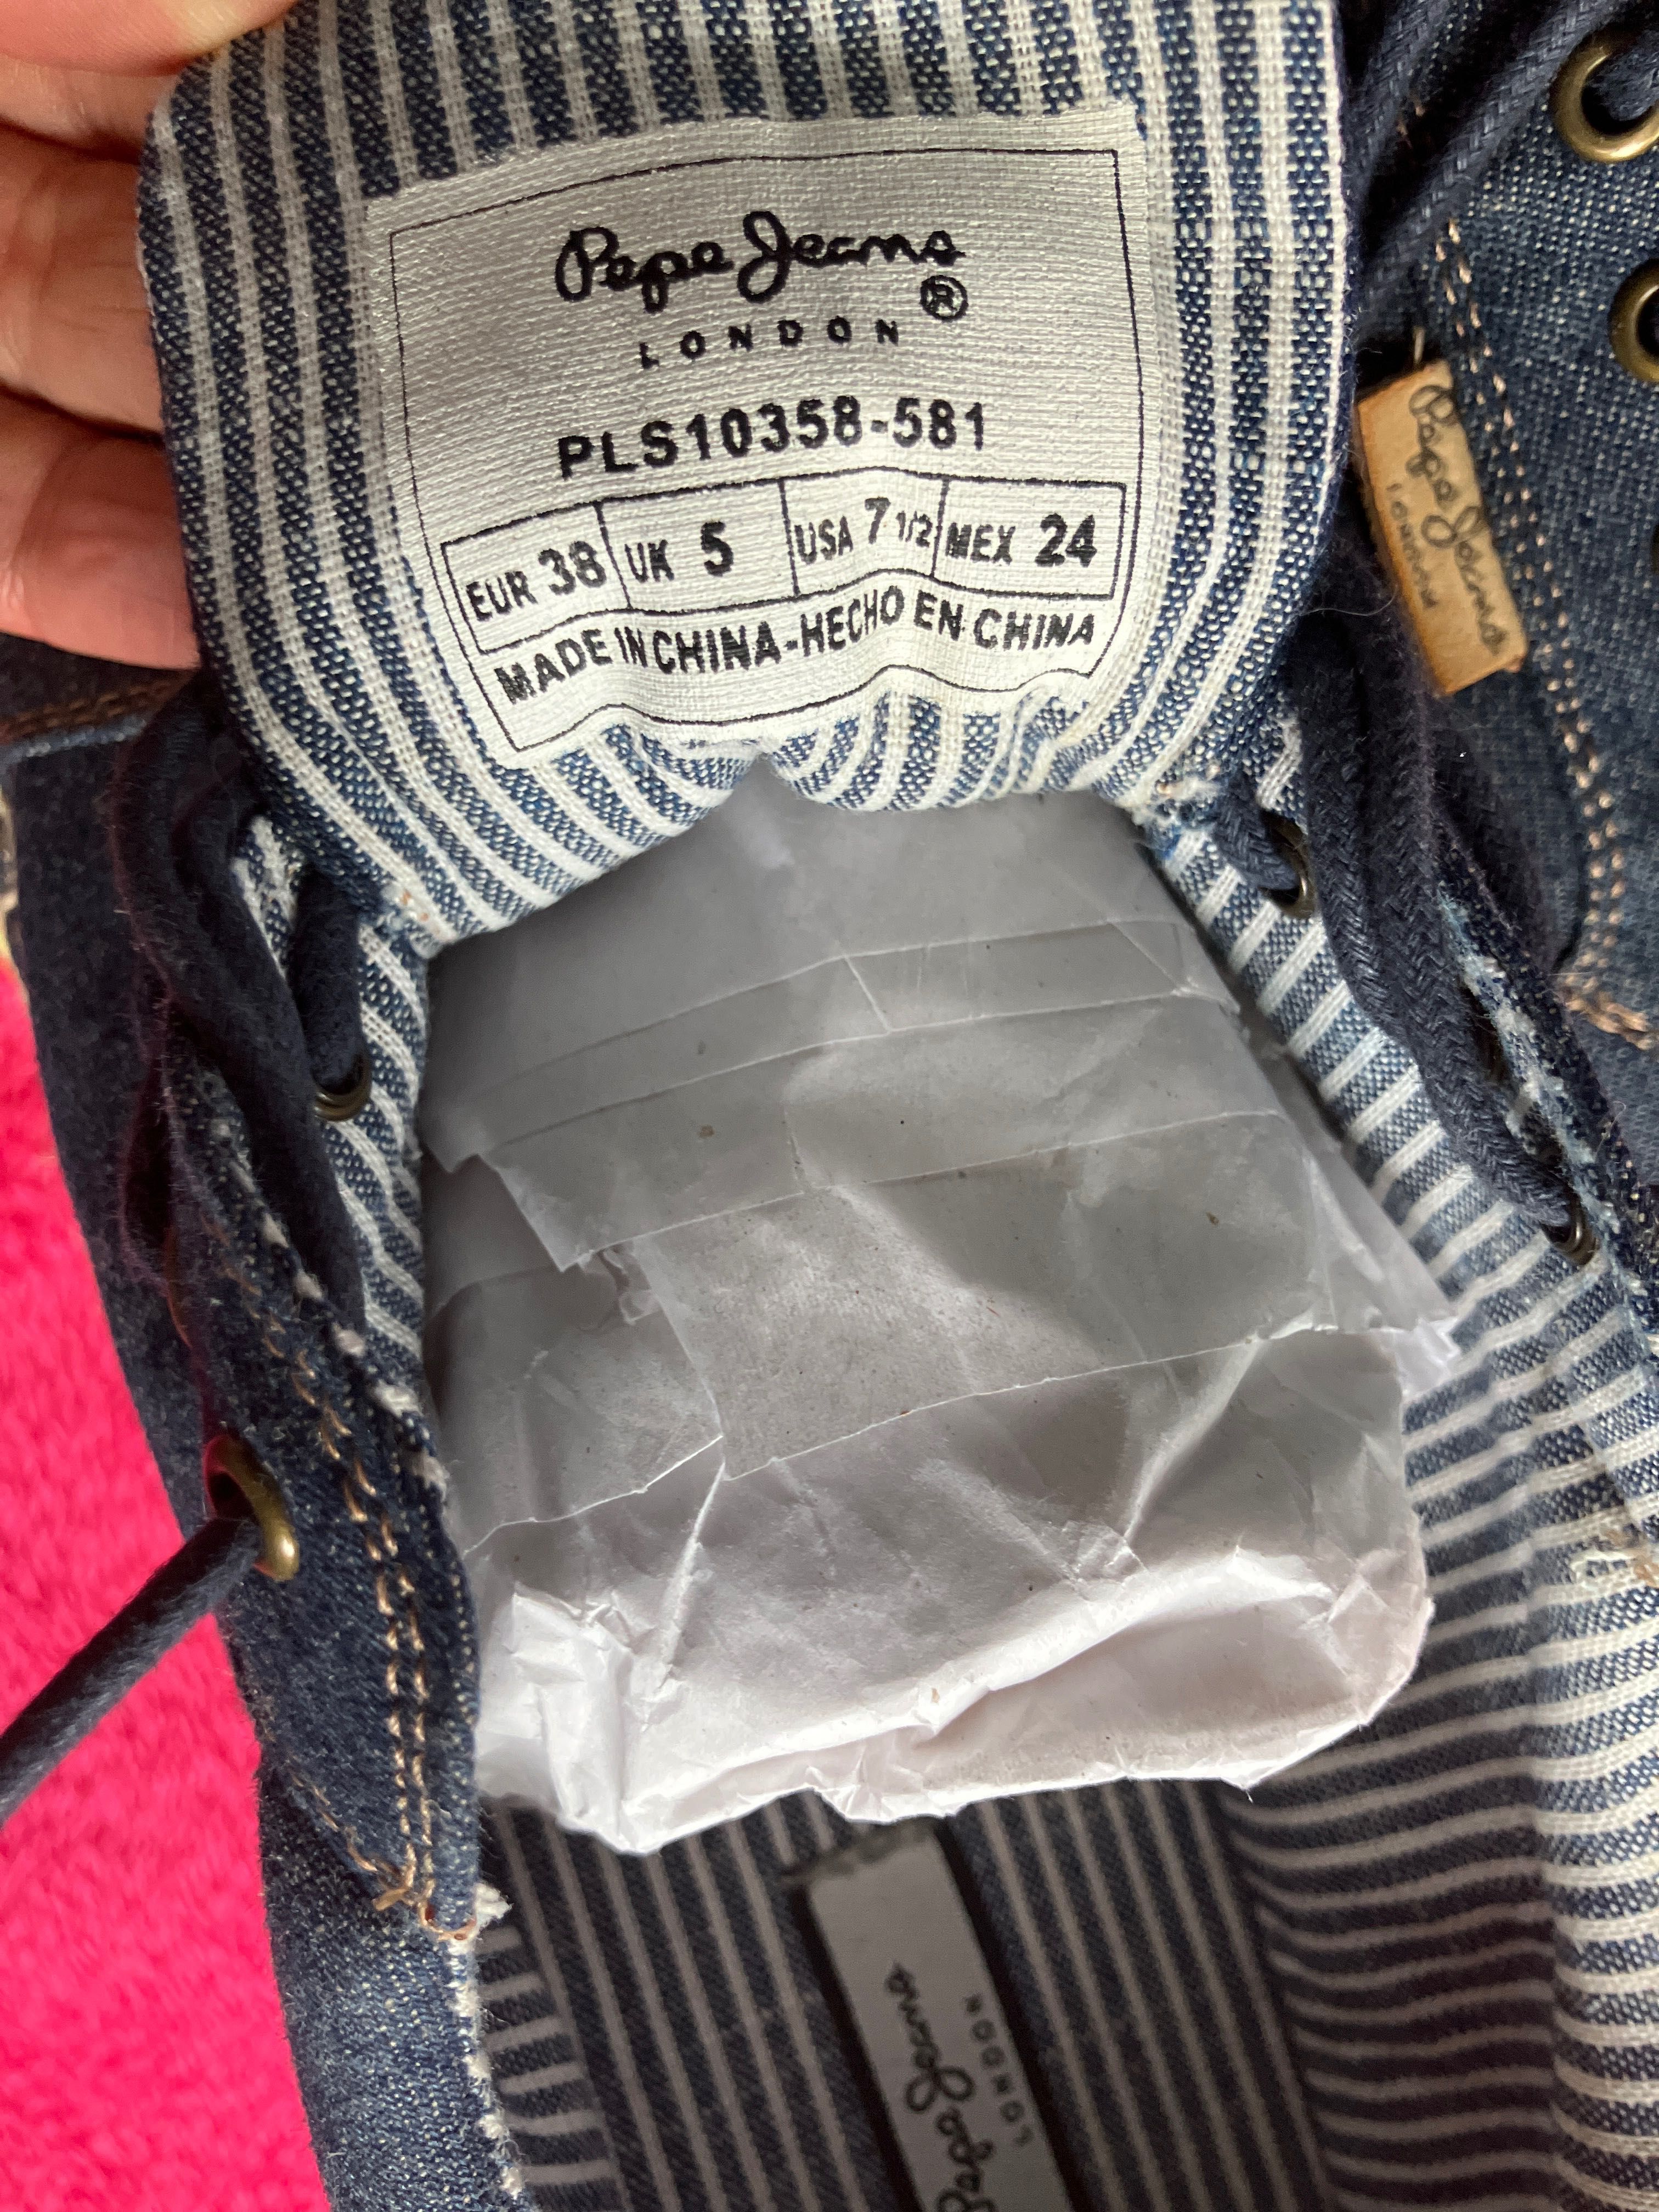 Pepe Jeans ®
LONDON
PLS10358-581
EUR 38 UK 5 USA 7 1/2 MEX 24
MADE IN CHINA-HECHO EN CHINA
Pepe Jeans
LONDON
Pepe Jeans
LONDON